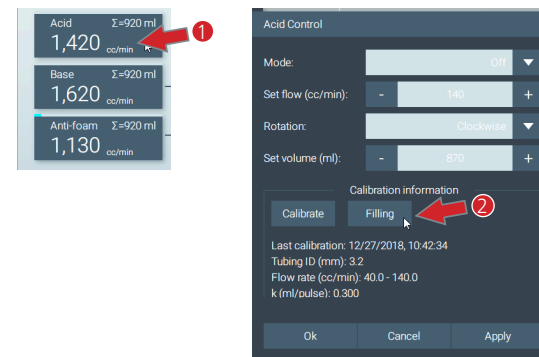 Acid Σ=920 ml
1,420 cc/min
1
Base Σ=920 ml
1,620 cc/min
Anti-foam Σ=920 ml
1,130 cc/min
Acid Control
Mode: Off
Set flow (cc/min): - 140 +
Rotation: Clockwise
Set volume (ml): - 870 +
Calibration information
Calibrate Filling 2
Last calibration: 12/27/2018, 10:42:34
Tubing ID (mm): 3.2
Flow rate (cc/min): 40.0 - 140.0
k (ml/pulse): 0.300
Ok Cancel Apply